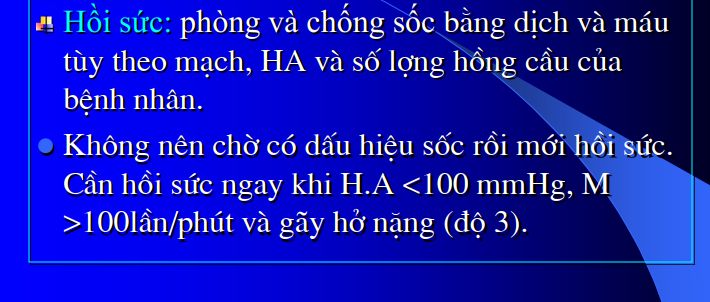 Hồi sức: phòng và chống sốc bằng dịch và máu
tùy theo mạch, HA và số lợng hồng cầu của
bệnh nhân.
Không nên chờ có dấu hiệu sốc rồi mới hồi sức.
Cần hồi sức ngay khi H.A <100 mmHg, M
>100lần/phút và gãy hở nặng (độ 3).